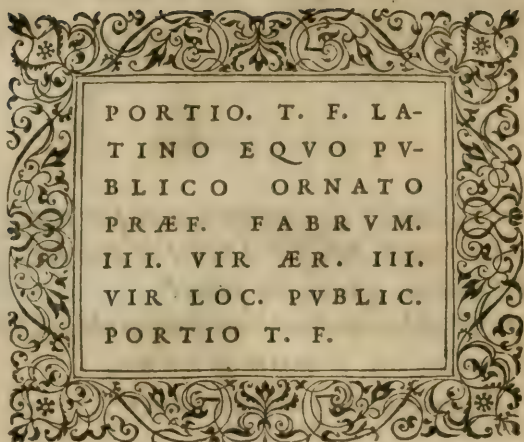 PORTIO. T. F. LA-
TINO EQVO PV-
BLICO ORNATO
PRÆF. FABRVM.
III. VIR ÆR. III.
VIR LOC. PVBLIC.
PORTIO T. F.